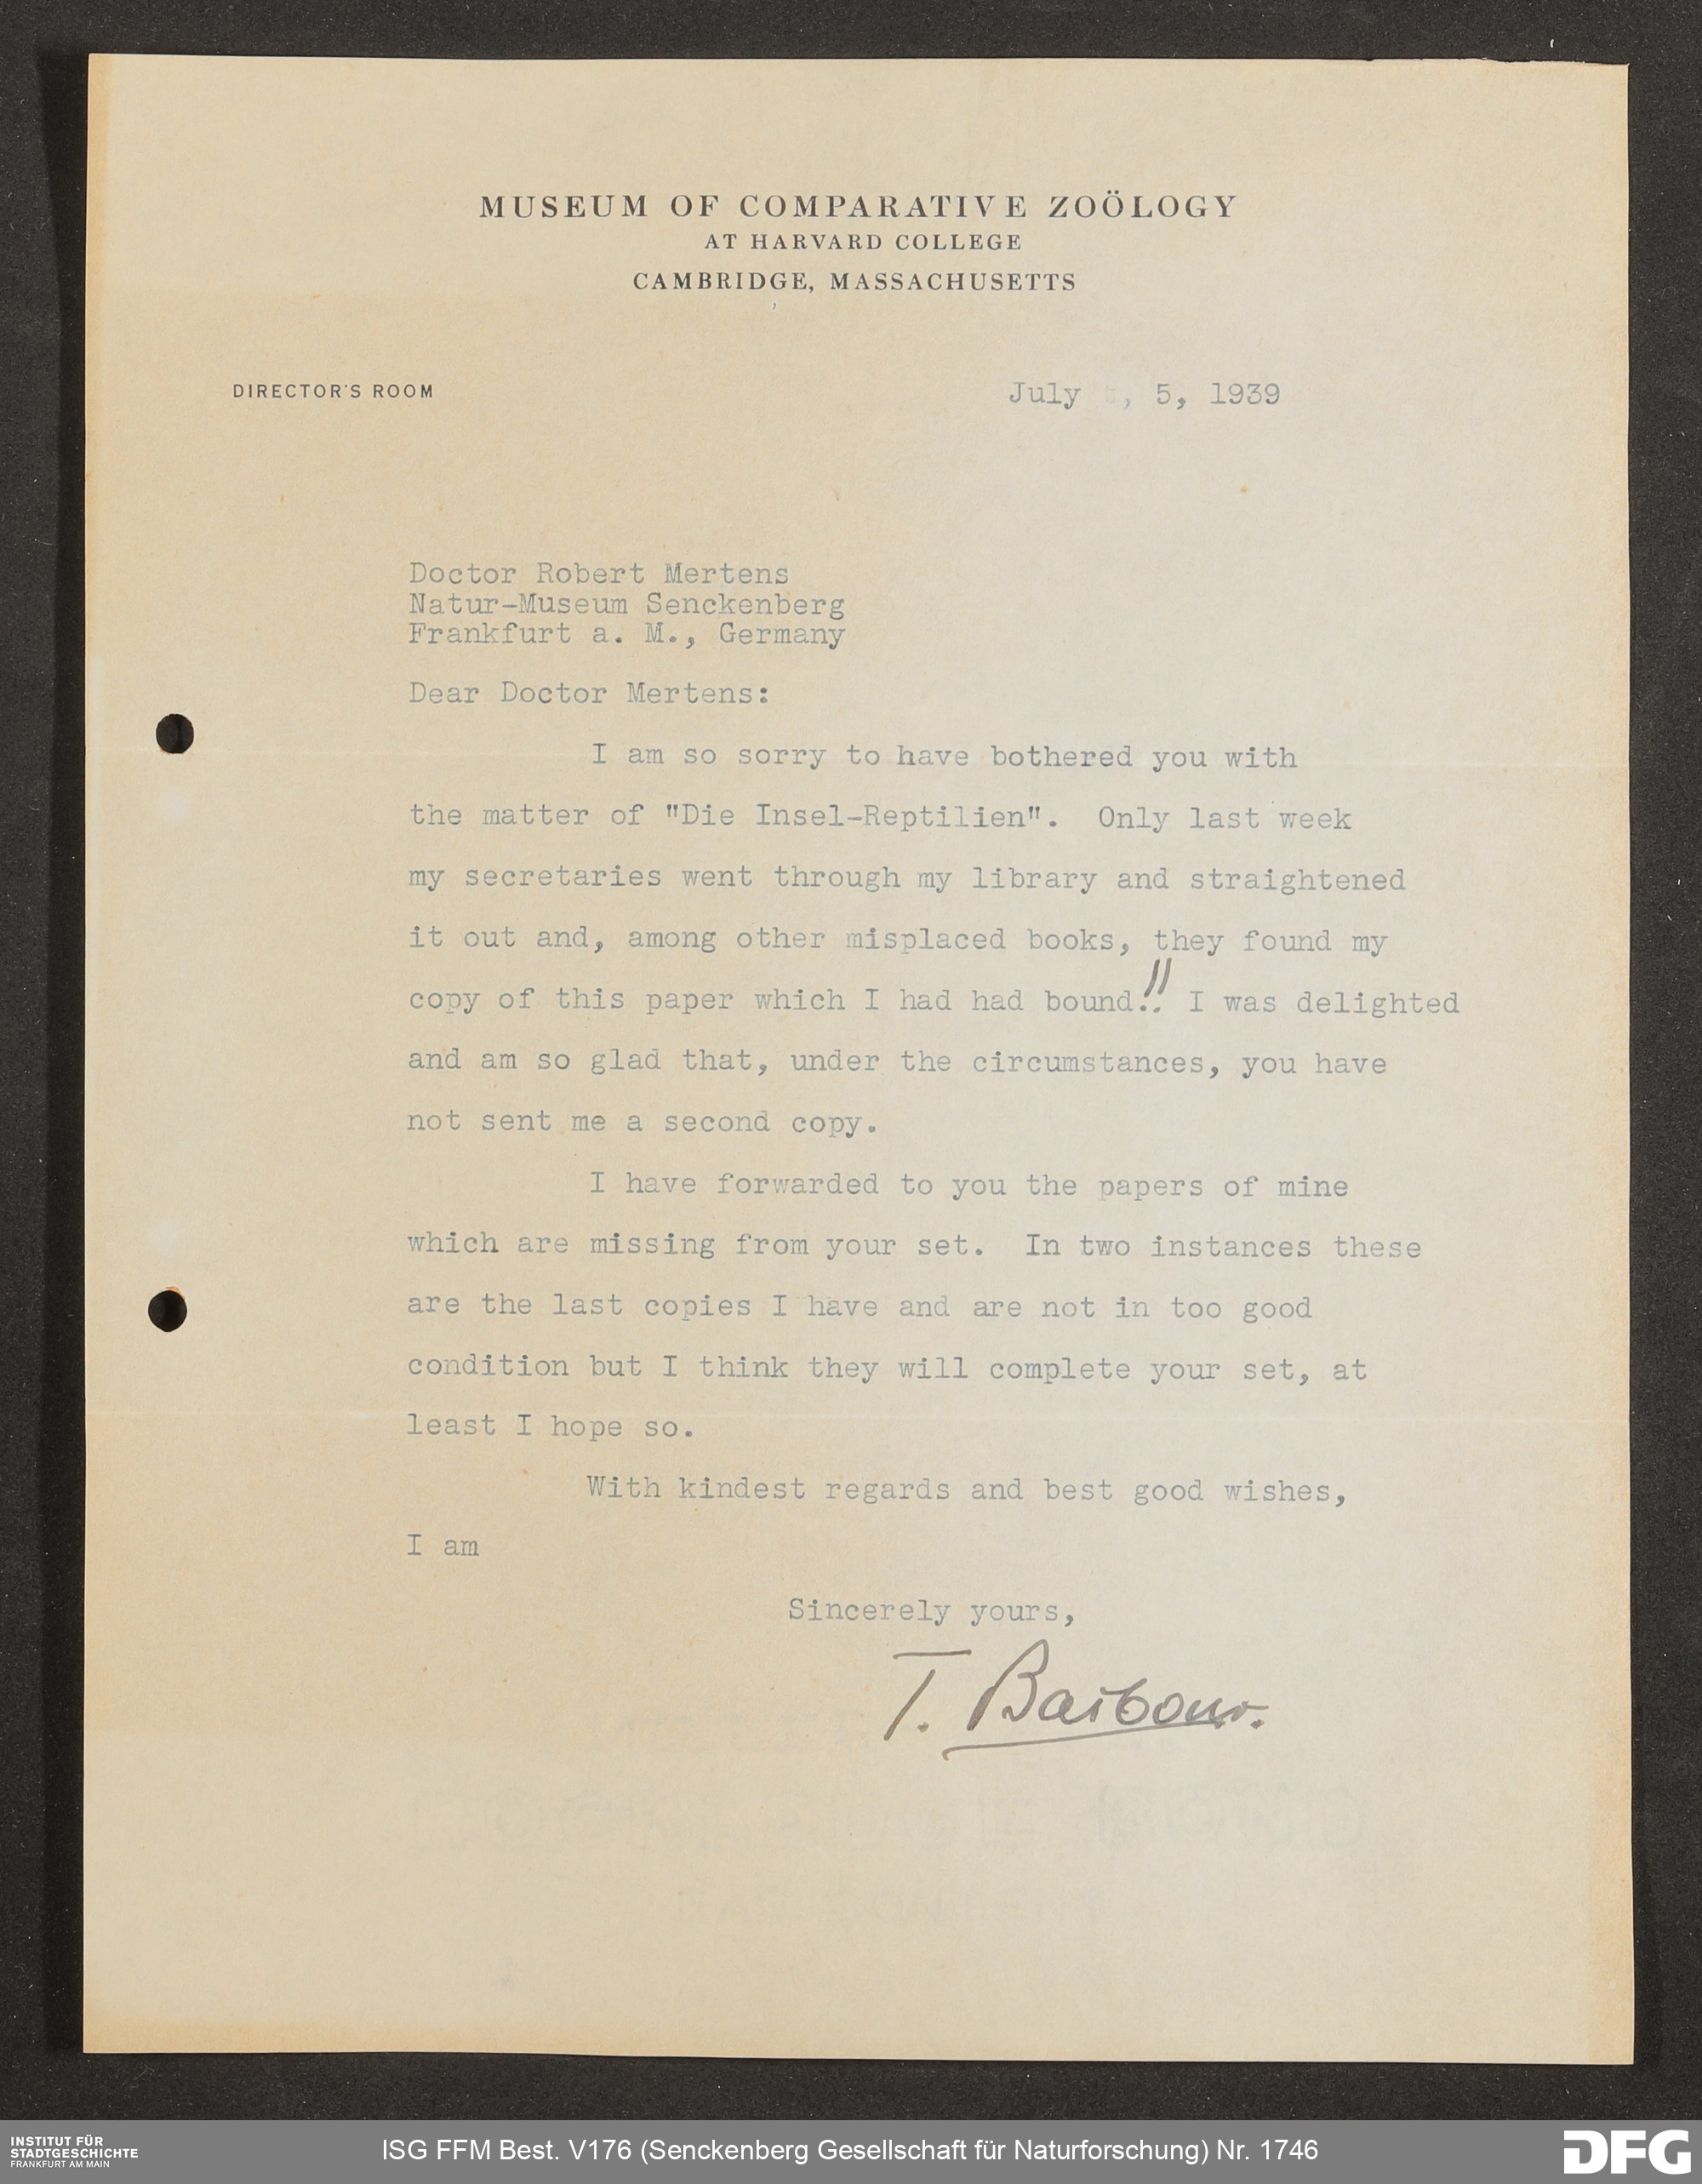 MUSEUM OF COMPARATIVE ZOÖLOGY
AT HARVARD COLLEGE
CAMBRIDGE, MASSACHUSETTS
DIRECTOR'S ROOM
July 5, 1939
Doctor Robert Mertens
Natur-Museum Senckenberg
Frankfurt a. M., Germany
Dear Doctor Mertens:
I am so sorry to have bothered you with
the matter of "Die Insel-Reptilien". Only last week
my secretaries went through my library and straightened
it out and, among other misplaced books, they found my
copy of this paper which I had had bound!! I was delighted
and am so glad that, under the circumstances, you have
not sent me a second copy.
I have forwarded to you the papers of mine
which are missing from your set. In two instances these
are the last copies I have and are not in too good
condition but I think they will complete your set, at
least I hope so.
With kindest regards and best good wishes,
I am
Sincerely yours,
T. Barbour.
INSTITUT FÜR
STADTGESCHICHTE
FRANKFURT AM MAIN
ISG FFM Best. V176 (Senckenberg Gesellschaft für Naturforschung) Nr. 1746
DFG